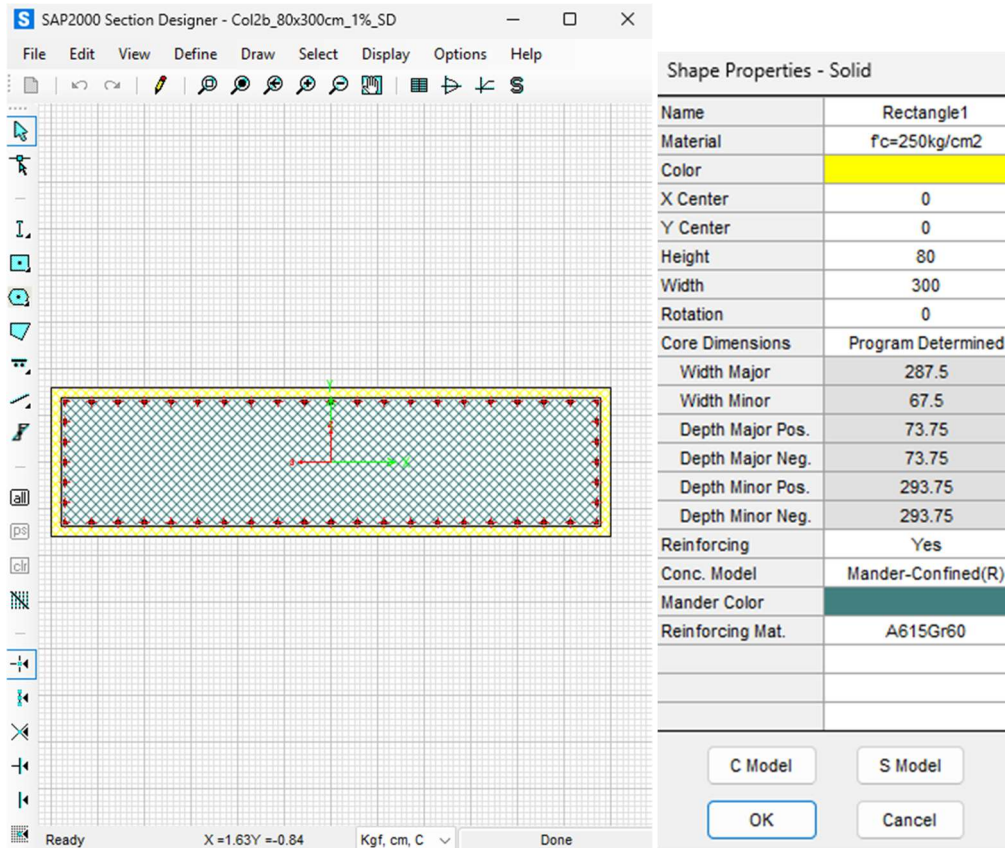 SAP2000 Section Designer - Col2b_80x300cm_1%_SD
File Edit View Define Draw Select Display Options Help
all
ps
clr
Y
X
Ready X =1.63Y =-0.84 Kgf, cm, C Done
Shape Properties - Solid
Name Rectangle1
Material f'c=250kg/cm2
Color
X Center 0
Y Center 0
Height 80
Width 300
Rotation 0
Core Dimensions Program Determined
Width Major 287.5
Width Minor 67.5
Depth Major Pos. 73.75
Depth Major Neg. 73.75
Depth Minor Pos. 293.75
Depth Minor Neg. 293.75
Reinforcing Yes
Conc. Model Mander-Confined(R)
Mander Color
Reinforcing Mat. A615Gr60
C Model S Model
OK Cancel